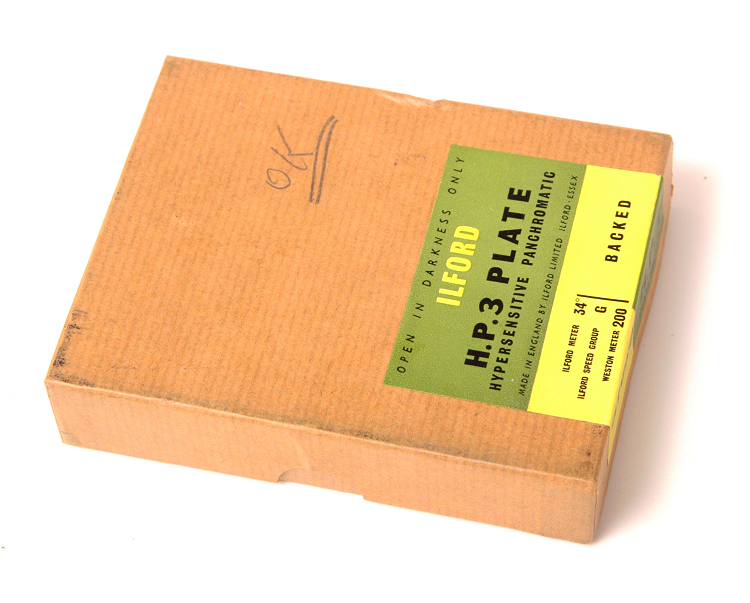 OK
OPEN IN DARKNESS ONLY
ILFORD
H.P.3 PLATE
HYPERSENSITIVE PANCHROMATIC
MADE IN ENGLAND BY ILFORD LIMITED ILFORD·ESSEX
BACKED
ILFORD METER 34°
ILFORD SPEED GROUP G
WESTON METER 200